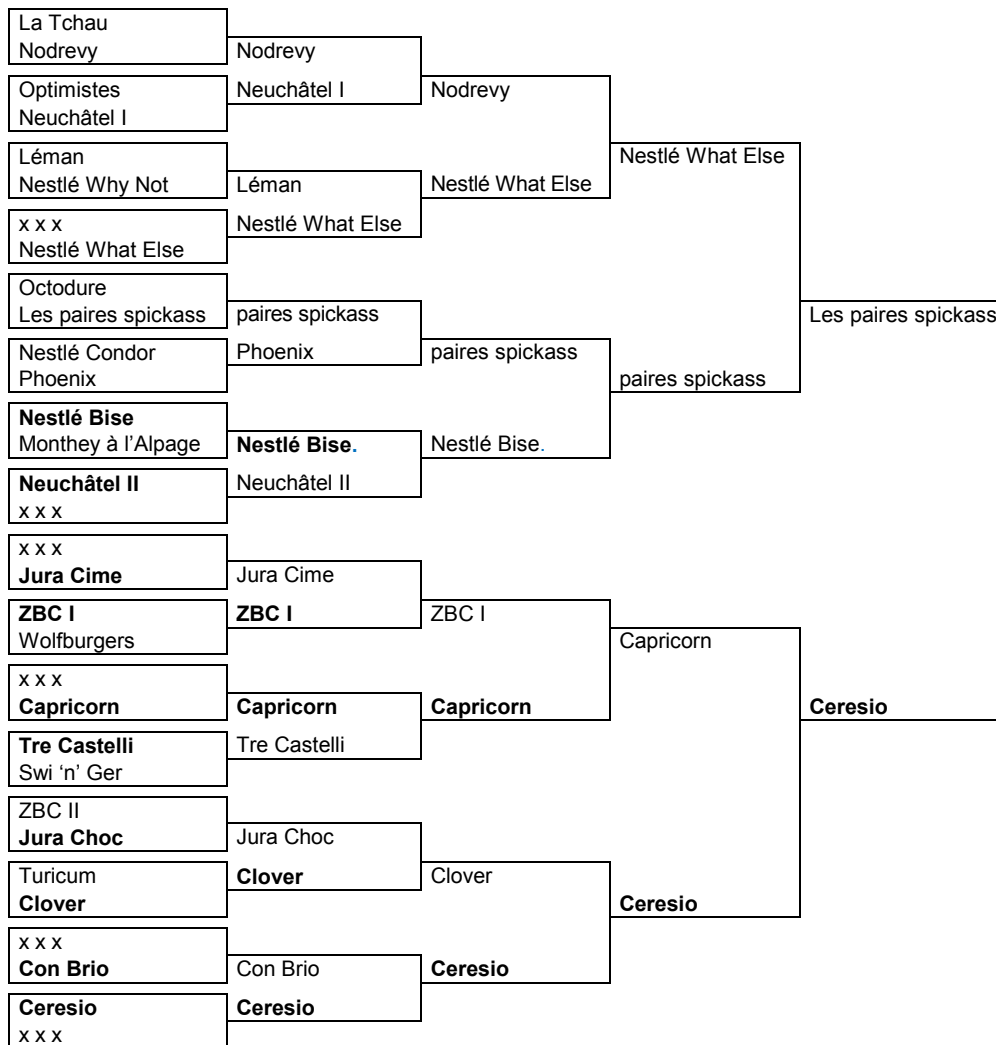 La Tchau
Nodrevy
Nodrevy
Optimistes
Neuchâtel I
Nodrevy
Neuchâtel I
Léman
Nestlé What Else
Nestlé Why Not
Léman
Nestlé What Else
x x x
Nestlé What Else
Nestlé What Else
Octodure
Les paires spickass
paires spickass
Les paires spickass
Nestlé Condor
Phoenix
paires spickass
Phoenix
paires spickass
Nestlé Bise
Monthey à l’Alpage
Nestlé Bise.
Nestlé Bise.
Neuchâtel II
Neuchâtel II
x x x
x x x
Jura Cime
Jura Cime
ZBC I
ZBC I
ZBC I
Wolfburgers
Capricorn
x x x
Capricorn
Capricorn
Capricorn
Ceresio
Tre Castelli
Tre Castelli
Swi ‘n’ Ger
ZBC II
Jura Choc
Jura Choc
Turicum
Clover
Clover
Clover
Ceresio
x x x
Con Brio
Con Brio
Ceresio
Ceresio
Ceresio
x x x